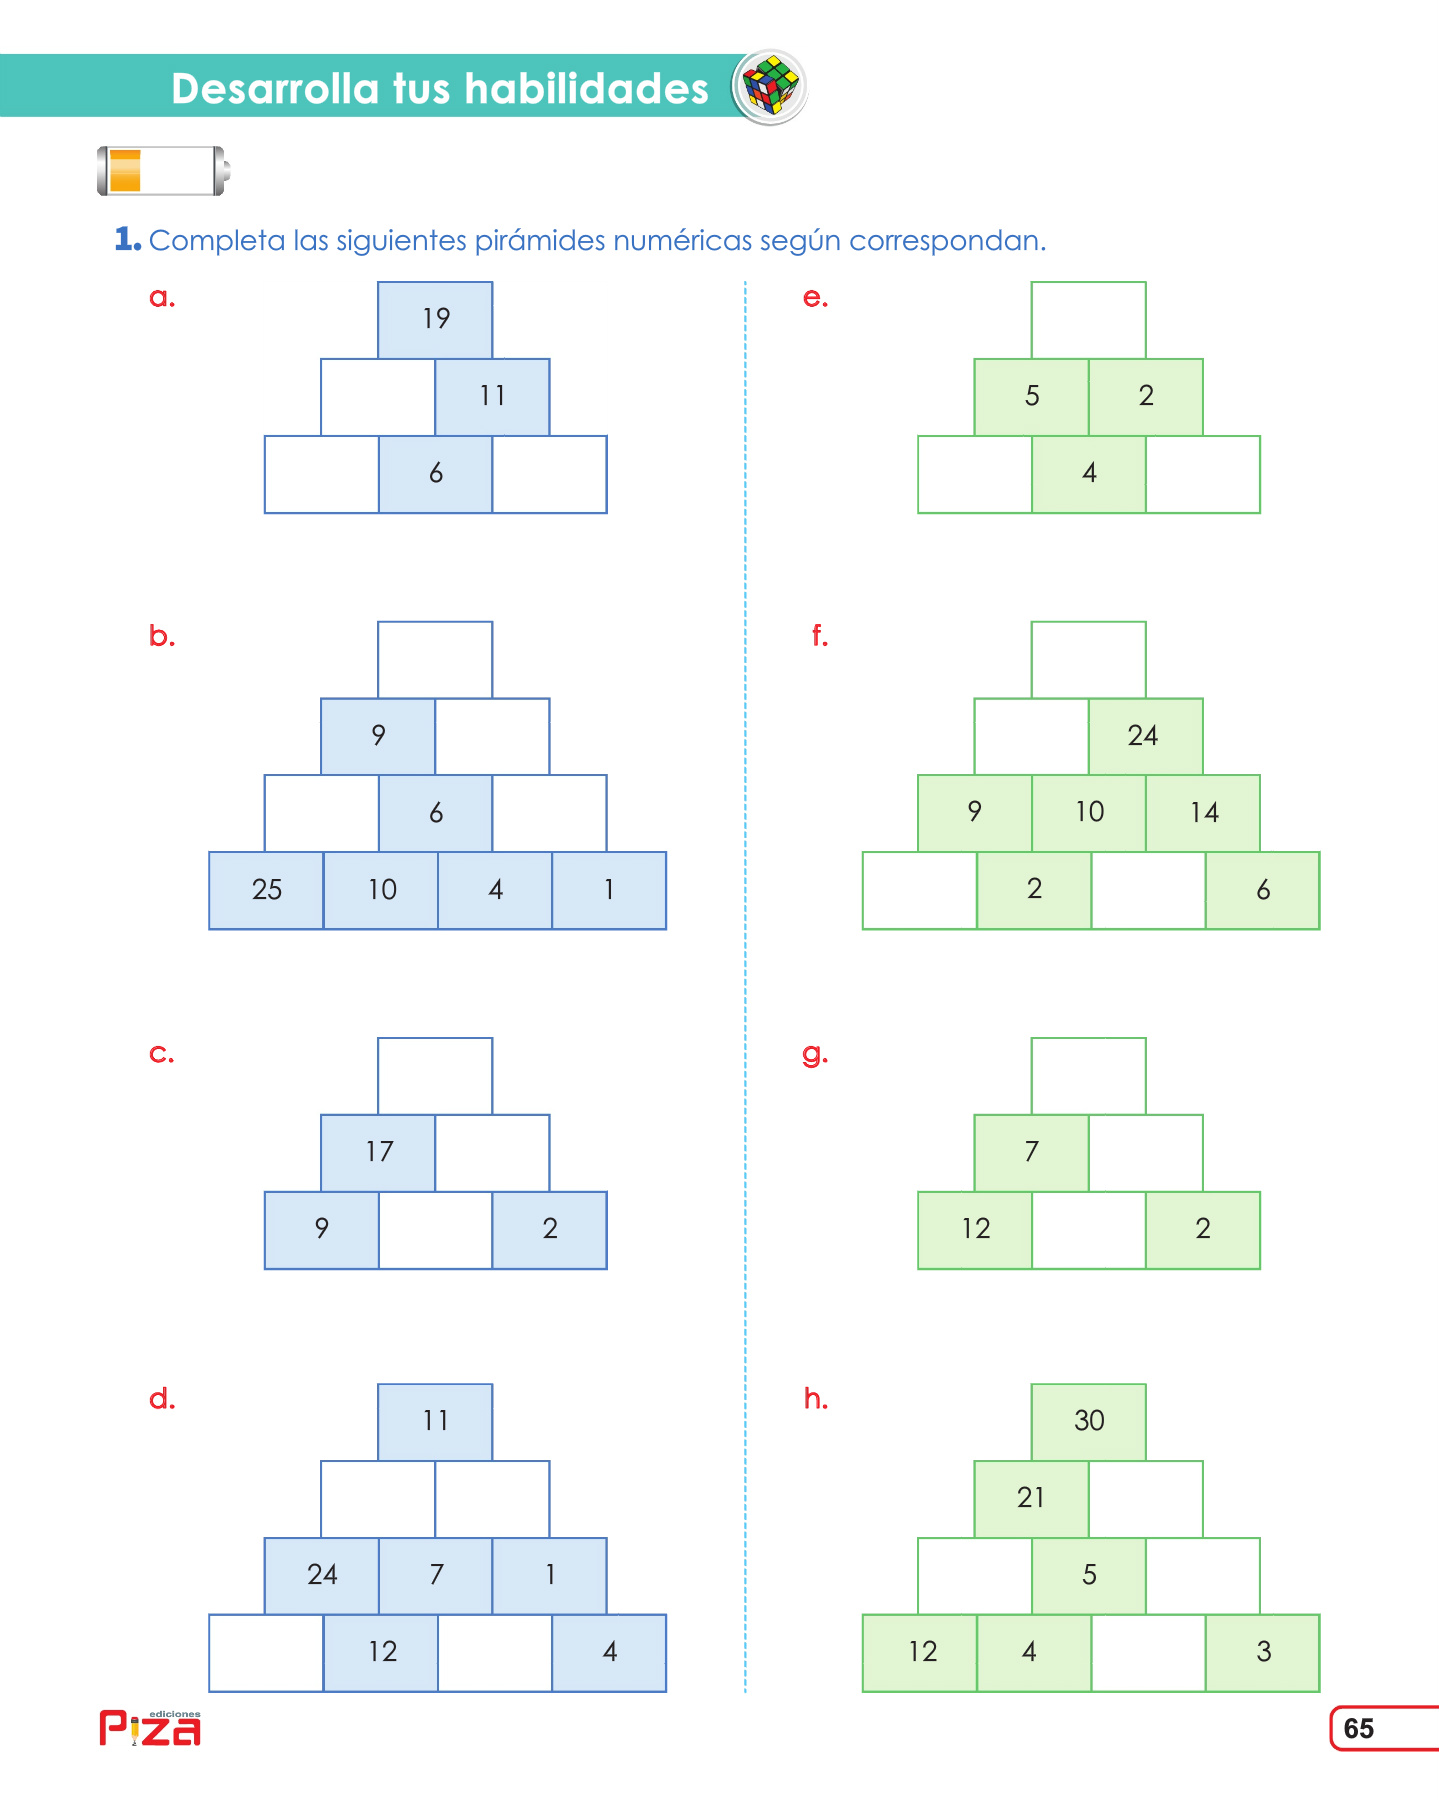 Desarrolla tus habilidades
1. Completa las siguientes pirámides numéricas según correspondan.
a.
19
11
6
b.
9
6
25 10 4 1
c.
17
9 2
d.
11
24 7 1
12 4
e.
5 2
4
f.
24
9 10 14
2 6
g.
7
12 2
h.
30
21
5
12 4 3
ediciones
Piza
65